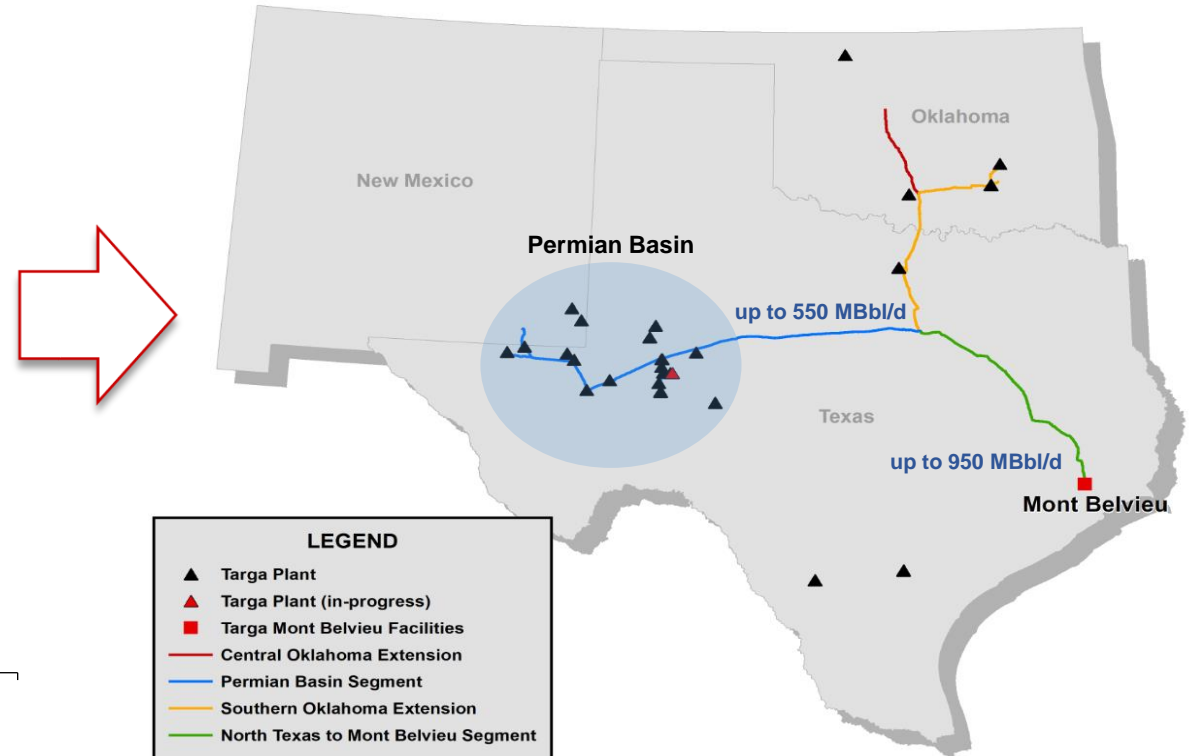 Oklahoma
New Mexico
Permian Basin
up to 550 MBbl/d
Texas
up to 950 MBbl/d
Mont Belvieu
LEGEND
Targa Plant
Targa Plant (in-progress)
Targa Mont Belvieu Facilities
Central Oklahoma Extension
Permian Basin Segment
Southern Oklahoma Extension
North Texas to Mont Belvieu Segment